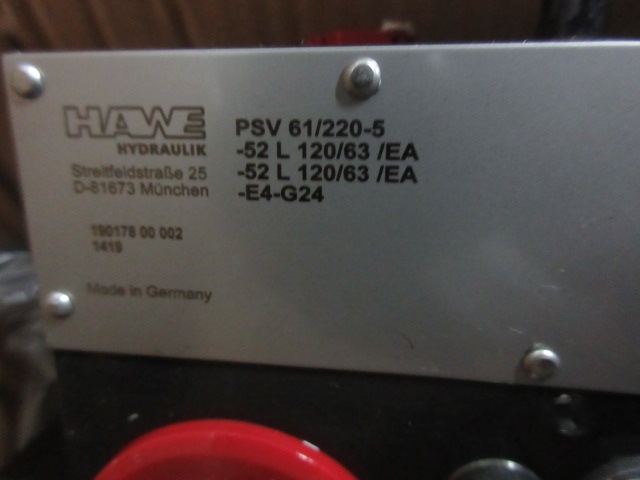 HAWE
HYDRAULIK
Streitfeldstraße 25
D-81673 München
190178 00 002
1419
Made in Germany
PSV 61/220-5
-52 L 120/63 /EA
-52 L 120/63 /EA
-E4-G24